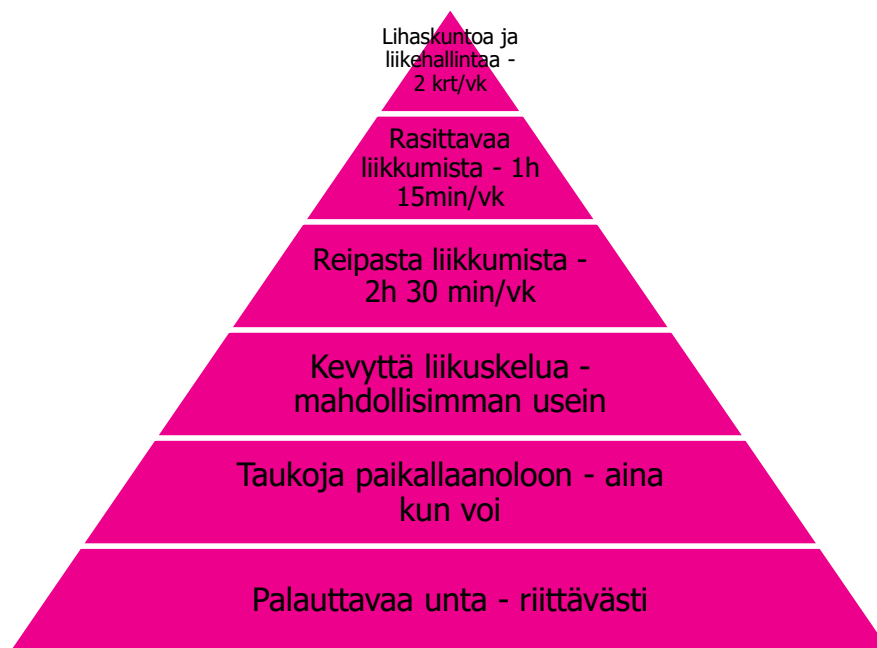 Lihaskuntoa ja
liikehallintaa -
2 krt/vk
Rasittavaa
liikkumista - 1h
15min/vk
Reipasta liikkumista -
2h 30 min/vk
Kevyttä liikuskelua -
mahdollisimman usein
Taukoja paikallaanoloon - aina
kun voi
Palauttavaa unta - riittävästi